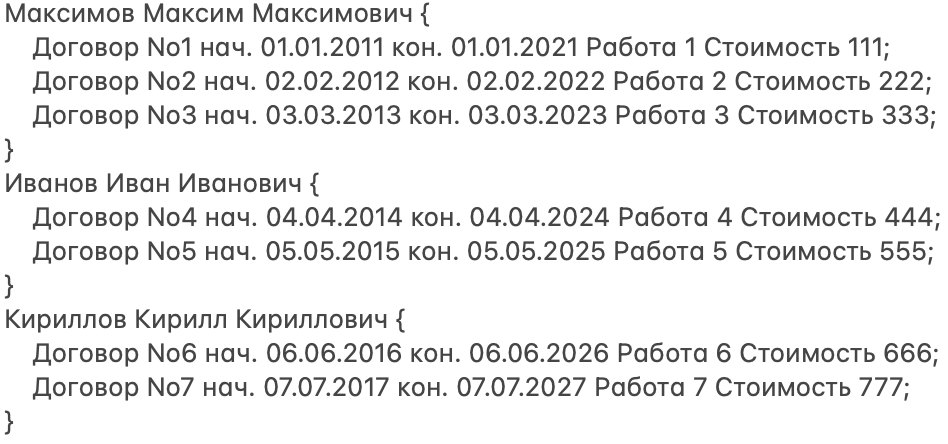 Максимов Максим Максимович {
Договор No1 нач. 01.01.2011 кон. 01.01.2021 Работа 1 Стоимость 111;
Договор No2 нач. 02.02.2012 кон. 02.02.2022 Работа 2 Стоимость 222;
Договор No3 нач. 03.03.2013 кон. 03.03.2023 Работа 3 Стоимость 333;
}
Иванов Иван Иванович {
Договор No4 нач. 04.04.2014 кон. 04.04.2024 Работа 4 Стоимость 444;
Договор No5 нач. 05.05.2015 кон. 05.05.2025 Работа 5 Стоимость 555;
}
Кириллов Кирилл Кириллович {
Договор No6 нач. 06.06.2016 кон. 06.06.2026 Работа 6 Стоимость 666;
Договор No7 нач. 07.07.2017 кон. 07.07.2027 Работа 7 Стоимость 777;
}